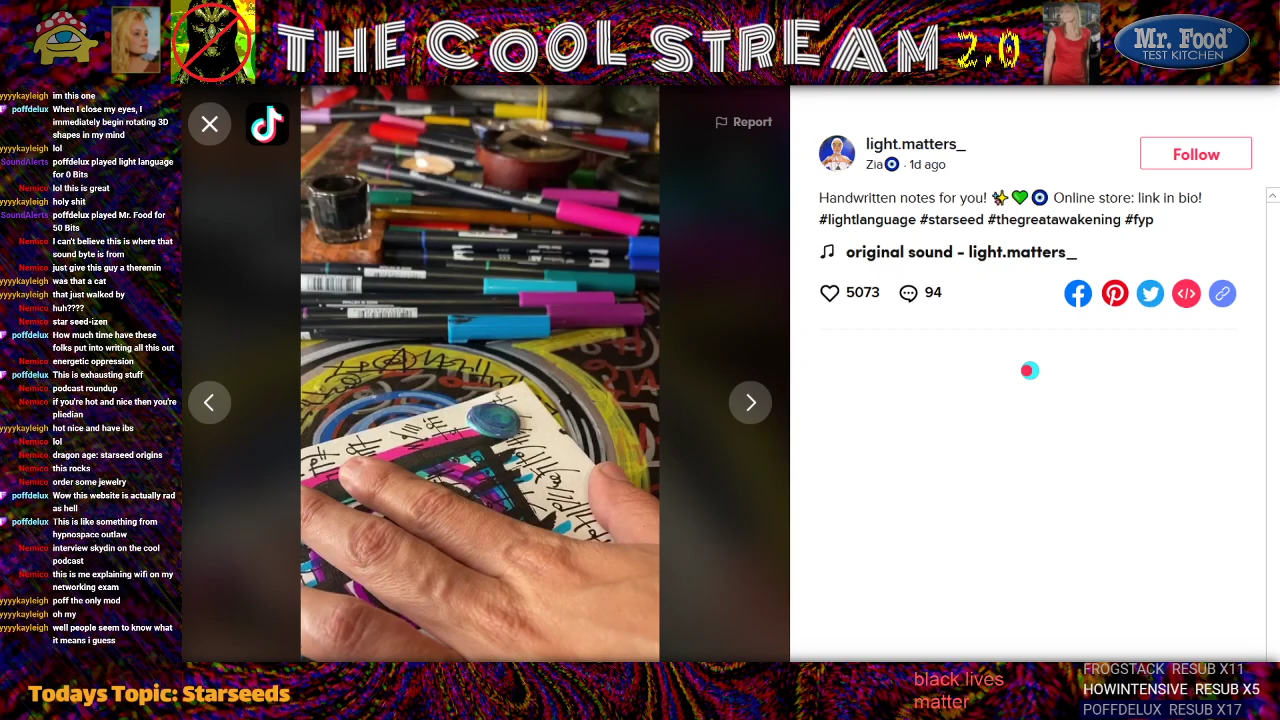 THE COOL STREAM 2.0
Mr. Food
TEST KITCHEN
yyyykayleigh im this one
poffdelux When I close my eyes, I
immediately begin rotating 3D
shapes in my mind
yyyykayleigh lol
SoundAlerts poffdelux played light language
for 0 Bits
Nemico lol this is great
yyyykayleigh holy shit
SoundAlerts poffdelux played Mr. Food for
50 Bits
Nemico I can't believe this is where that
sound byte is from
Nemico just give this guy a theremin
yyyykayleigh was that a cat
yyyykayleigh that just walked by
Nemico huh????
Nemico star seed-izen
poffdelux How much time have these
folks put into writing all this out
Nemico energetic oppression
poffdelux This is exhausting stuff
Nemico podcast roundup
Nemico if you're hot and nice then you're
pliedian
yyyykayleigh hot nice and have ibs
Nemico lol
Nemico dragon age: starseed origins
Nemico this rocks
Nemico order some jewelry
poffdelux Wow this website is actually rad
as hell
poffdelux This is like something from
hypnospace outlaw
Nemico interview skydin on the cool
podcast
Nemico this is me explaining wifi on my
networking exam
yyyykayleigh poff the only mod
yyyykayleigh oh my
yyyykayleigh well people seem to know what
it means i guess
Report
light.matters_
Zia · 1d ago
Follow
Handwritten notes for you! Online store: link in bio!
#lightlanguage #starseed #thegreatawakening #fyp
original sound - light.matters_
5073 94
Todays Topic: Starseeds
black lives
matter
FROGSTACK RESUB X11
HOWINTENSIVE RESUB X5
POFFDELUX RESUB X17